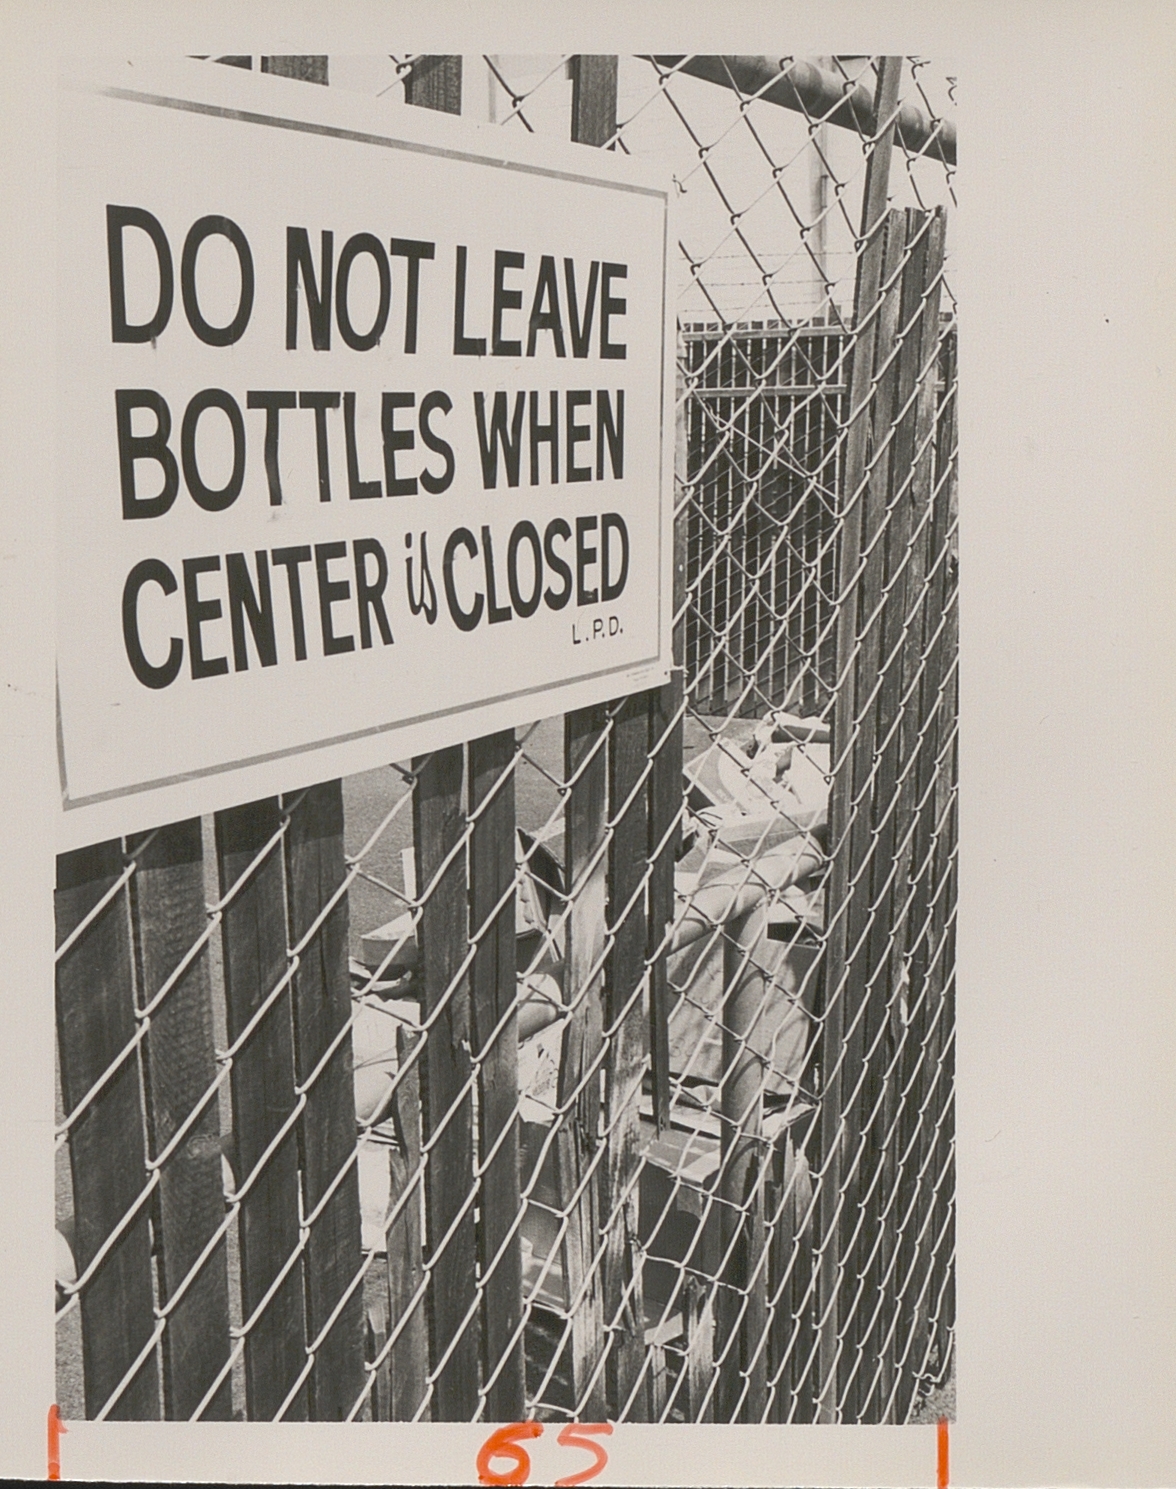 DO NOT LEAVE
BOTTLES WHEN
CENTER is CLOSED
L.P.D.
65